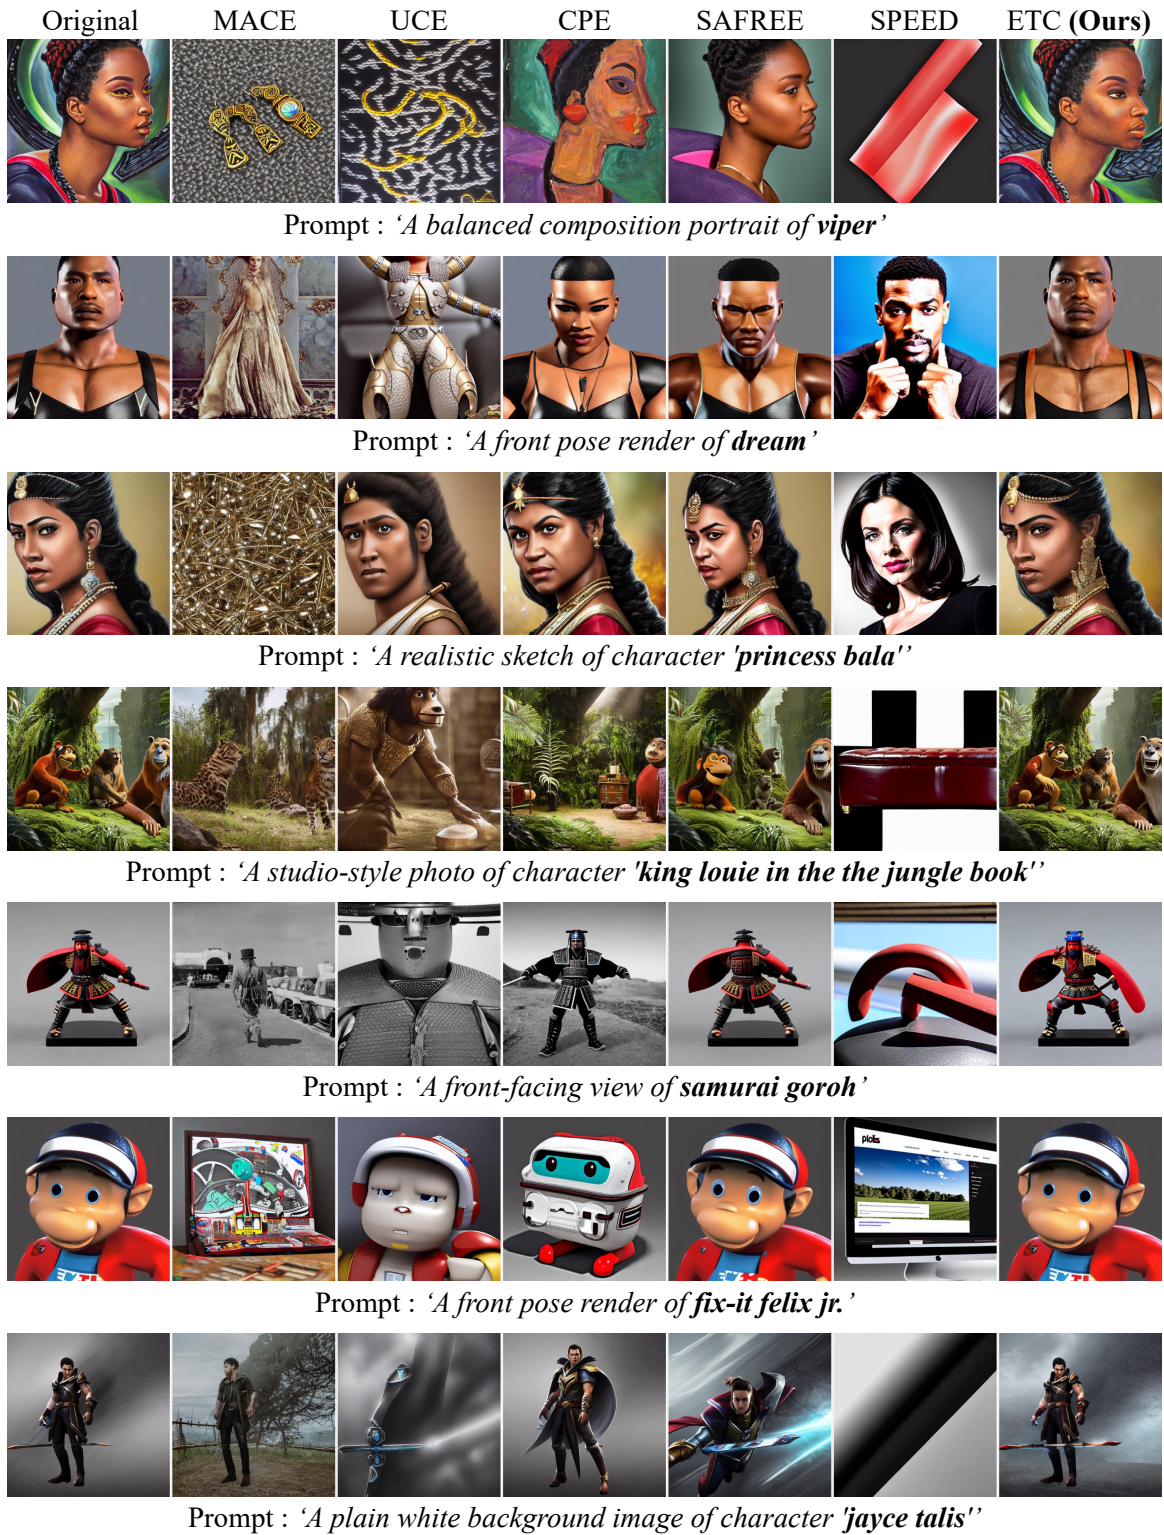 Original MACE UCE CPE SAFREE SPEED ETC (Ours)
Prompt : ‘A balanced composition portrait of viper’
Prompt : ‘A front pose render of dream’
Prompt : ‘A realistic sketch of character 'princess bala'’
Prompt : ‘A studio-style photo of character 'king louie in the the jungle book'’
Prompt : ‘A front-facing view of samurai goroh’
Prompt : ‘A front pose render of fix-it felix jr.’
Prompt : ‘A plain white background image of character 'jayce talis'’